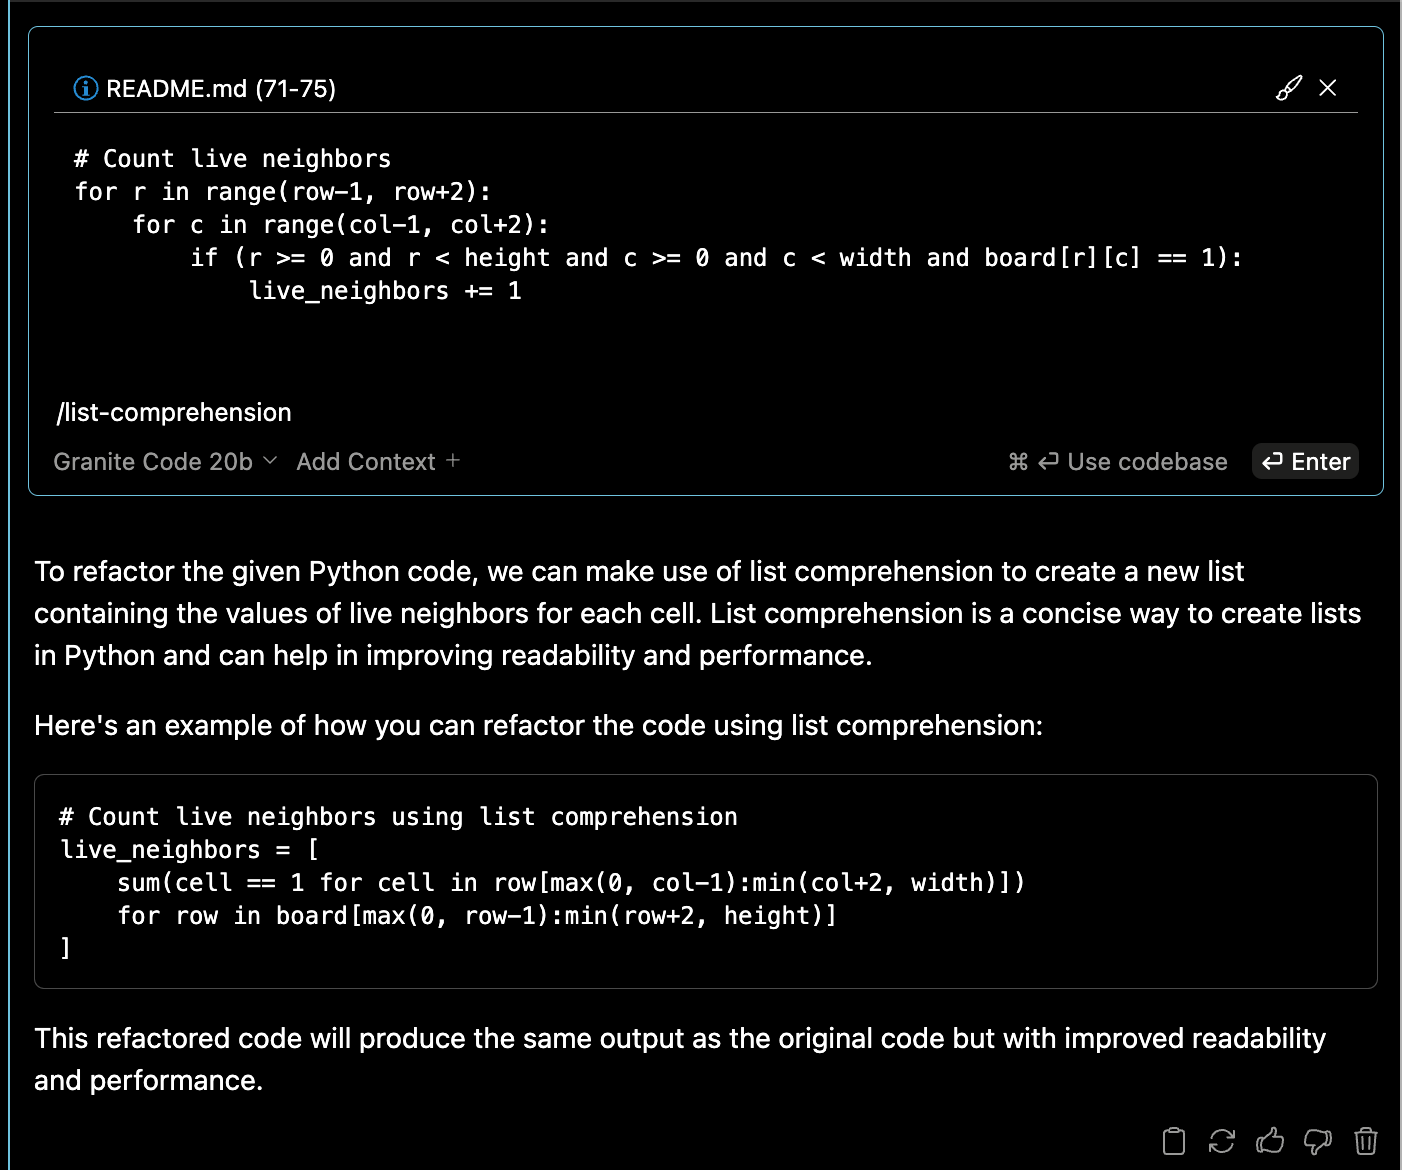 README.md (71-75)
# Count live neighbors
for r in range(row-1, row+2):
    for c in range(col-1, col+2):
        if (r >= 0 and r < height and c >= 0 and c < width and board[r][c] == 1):
            live_neighbors += 1
/list-comprehension
Granite Code 20b Add Context + ⌘ ⏎ Use codebase ⏎ Enter
To refactor the given Python code, we can make use of list comprehension to create a new list
containing the values of live neighbors for each cell. List comprehension is a concise way to create lists
in Python and can help in improving readability and performance.
Here's an example of how you can refactor the code using list comprehension:
# Count live neighbors using list comprehension
live_neighbors = [
    sum(cell == 1 for cell in row[max(0, col-1):min(col+2, width)])
    for row in board[max(0, row-1):min(row+2, height)]
]
This refactored code will produce the same output as the original code but with improved readability
and performance.